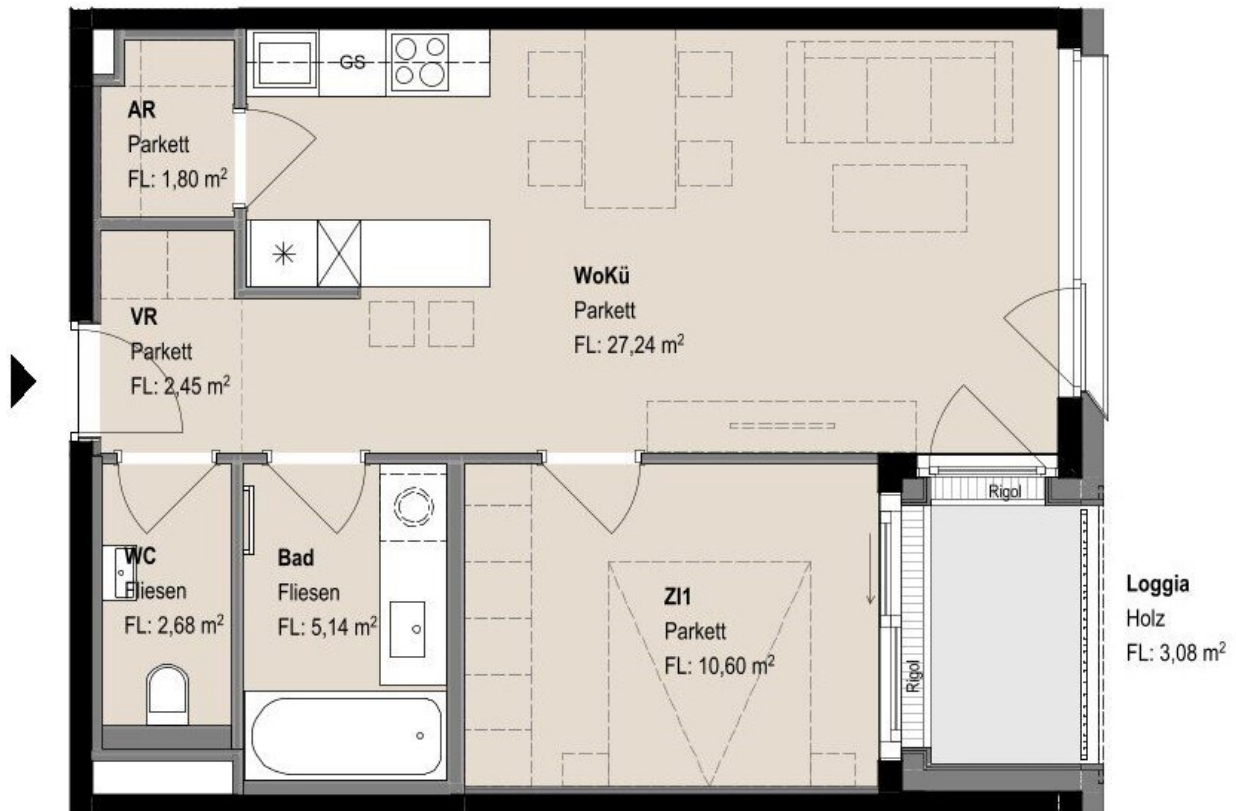 GS
AR
Parkett
FL: 1,80 m²
WoKü
Parkett
FL: 27,24 m²
VR
Parkett
FL: 2,45 m²
Rigol
WC
Fliesen
FL: 2,68 m²
Bad
Fliesen
FL: 5,14 m²
ZI1
Parkett
FL: 10,60 m²
Rigol
Loggia
Holz
FL: 3,08 m²